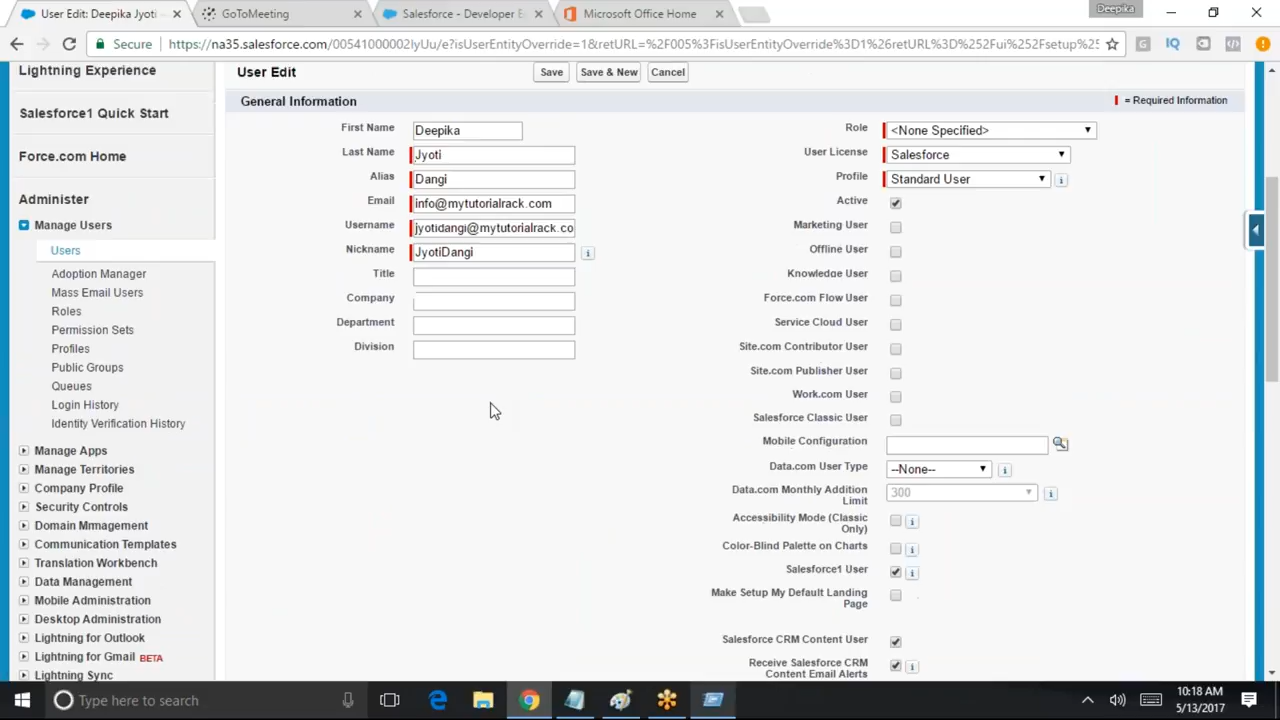 User Edit: Deepika Jyoti
GoToMeeting
Salesforce - Developer E
Microsoft Office Home
Deepika
Secure
https://na35.salesforce.com/00541000002IyUu/e?isUserEntityOverride=1&retURL=%2F005%3FisUserEntityOverride%3D1%26retURL%3D%252Fui%252Fsetup%25
Lightning Experience
Salesforce1 Quick Start
Force.com Home
Administer
Manage Users
Users
Adoption Manager
Mass Email Users
Roles
Permission Sets
Profiles
Public Groups
Queues
Login History
Identity Verification History
Manage Apps
Manage Territories
Company Profile
Security Controls
Domain Mmagement
Communication Templates
Translation Workbench
Data Management
Mobile Administration
Desktop Administration
Lightning for Outlook
Lightning for Gmail BETA
Lightning Sync
User Edit
Save
Save & New
Cancel
General Information
= Required Information
First Name Deepika
Last Name Jyoti
Alias Dangi
Email info@mytutorialrack.com
Username jyotidangi@mytutorialrack.co
Nickname JyotiDangi
Title
Company
Department
Division
Role <None Specified>
User License Salesforce
Profile Standard User
Active
Marketing User
Offline User
Knowledge User
Force.com Flow User
Service Cloud User
Site.com Contributor User
Site.com Publisher User
Work.com User
Salesforce Classic User
Mobile Configuration
Data.com User Type --None--
Data.com Monthly Addition
Limit
300
Accessibility Mode (Classic
Only)
Color-Blind Palette on Charts
Salesforce1 User
Make Setup My Default Landing
Page
Salesforce CRM Content User
Receive Salesforce CRM
Content Email Alerts
Type here to search
10:18 AM
5/13/2017